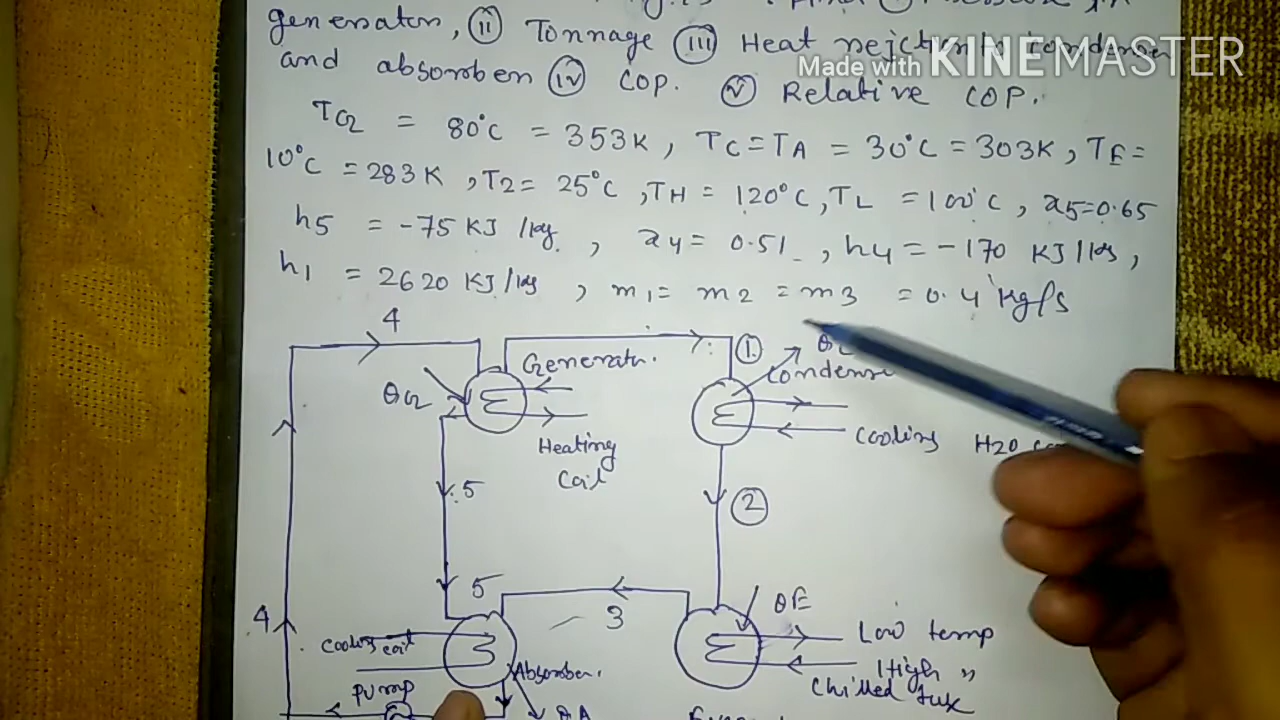 generator, (ii) Tonnage (iii) Heat rejction
Made with KINEMASTER
and absorber (iv) COP. (v) Relative COP.
TG = 80°C = 353K, TC = TA = 30°C = 303K, TE =
10°C = 283K, T2 = 25°C, TH = 120°C, TL = 100°C, x5=0.65
h5 = -75 KJ/kg, x4 = 0.51, h4 = -170 KJ/kg,
h1 = 2620 KJ/kg, m1 = m2 = m3 = 0.4 kg/s
4
Generator.
1.
QG
Condenser
Heating
Coil
Cooling H2O
5
2
5
3
QE
4
Low temp
Cooling coil
High "
Absorber.
Chilled
Pump
QA